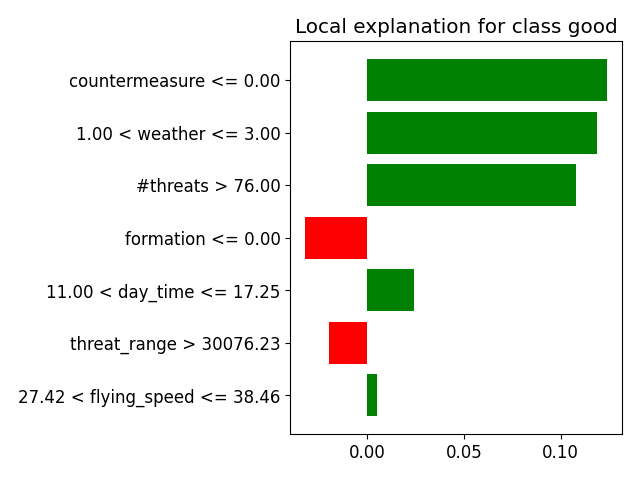 Local explanation for class good
countermeasure <= 0.00
1.00 < weather <= 3.00
#threats > 76.00
formation <= 0.00
11.00 < day_time <= 17.25
threat_range > 30076.23
27.42 < flying_speed <= 38.46
0.00 0.05 0.10